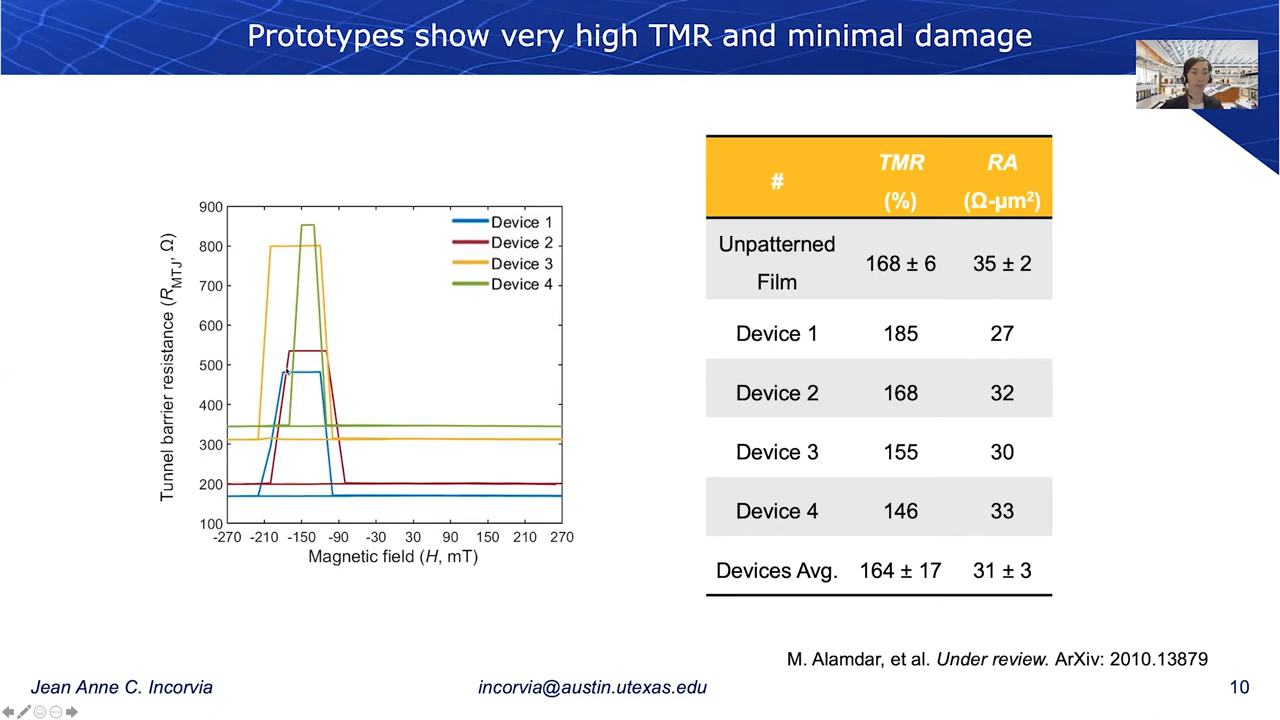 Prototypes show very high TMR and minimal damage
900
800
700
600
500
400
300
200
100
-270 -210 -150 -90 -30 30 90 150 210 270
Tunnel barrier resistance (RMTJ, Ω)
Magnetic field (H, mT)
Device 1
Device 2
Device 3
Device 4
# TMR (%) RA (Ω-µm²)
Unpatterned Film 168 ± 6 35 ± 2
Device 1 185 27
Device 2 168 32
Device 3 155 30
Device 4 146 33
Devices Avg. 164 ± 17 31 ± 3
M. Alamdar, et al. Under review. ArXiv: 2010.13879
Jean Anne C. Incorvia incorvia@austin.utexas.edu 10